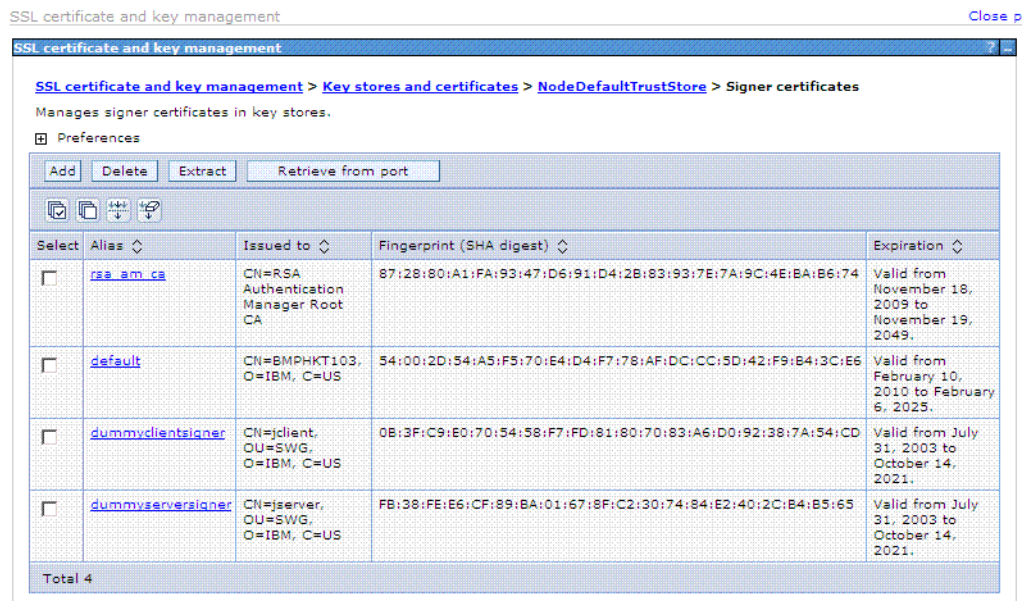 SSL certificate and key management
Close p
SSL certificate and key management
?
SSL certificate and key management > Key stores and certificates > NodeDefaultTrustStore > Signer certificates
Manages signer certificates in key stores.
Preferences
Add Delete Extract Retrieve from port
Select Alias Issued to Fingerprint (SHA digest) Expiration
rsa_am_ca
CN=RSA
Authentication
Manager Root
CA
87:28:80:A1:FA:93:47:D6:91:D4:2B:83:93:7E:7A:9C:4E:BA:B6:74
Valid from
November 18,
2009 to
November 19,
2049.
default
CN=BMPHKT103,
O=IBM, C=US
54:00:2D:54:A5:F5:70:E4:D4:F7:78:AF:DC:CC:5D:42:F9:B4:3C:E6
Valid from
February 10,
2010 to February
6, 2025.
dummyclientsigner
CN=jclient,
OU=SWG,
O=IBM, C=US
0B:3F:C9:E0:70:54:58:F7:FD:81:80:70:83:A6:D0:92:38:7A:54:CD
Valid from July
31, 2003 to
October 14,
2021.
dummyserversigner
CN=jserver,
OU=SWG,
O=IBM, C=US
FB:38:FE:E6:CF:89:BA:01:67:8F:C2:30:74:84:E2:40:2C:B4:B5:65
Valid from July
31, 2003 to
October 14,
2021.
Total 4